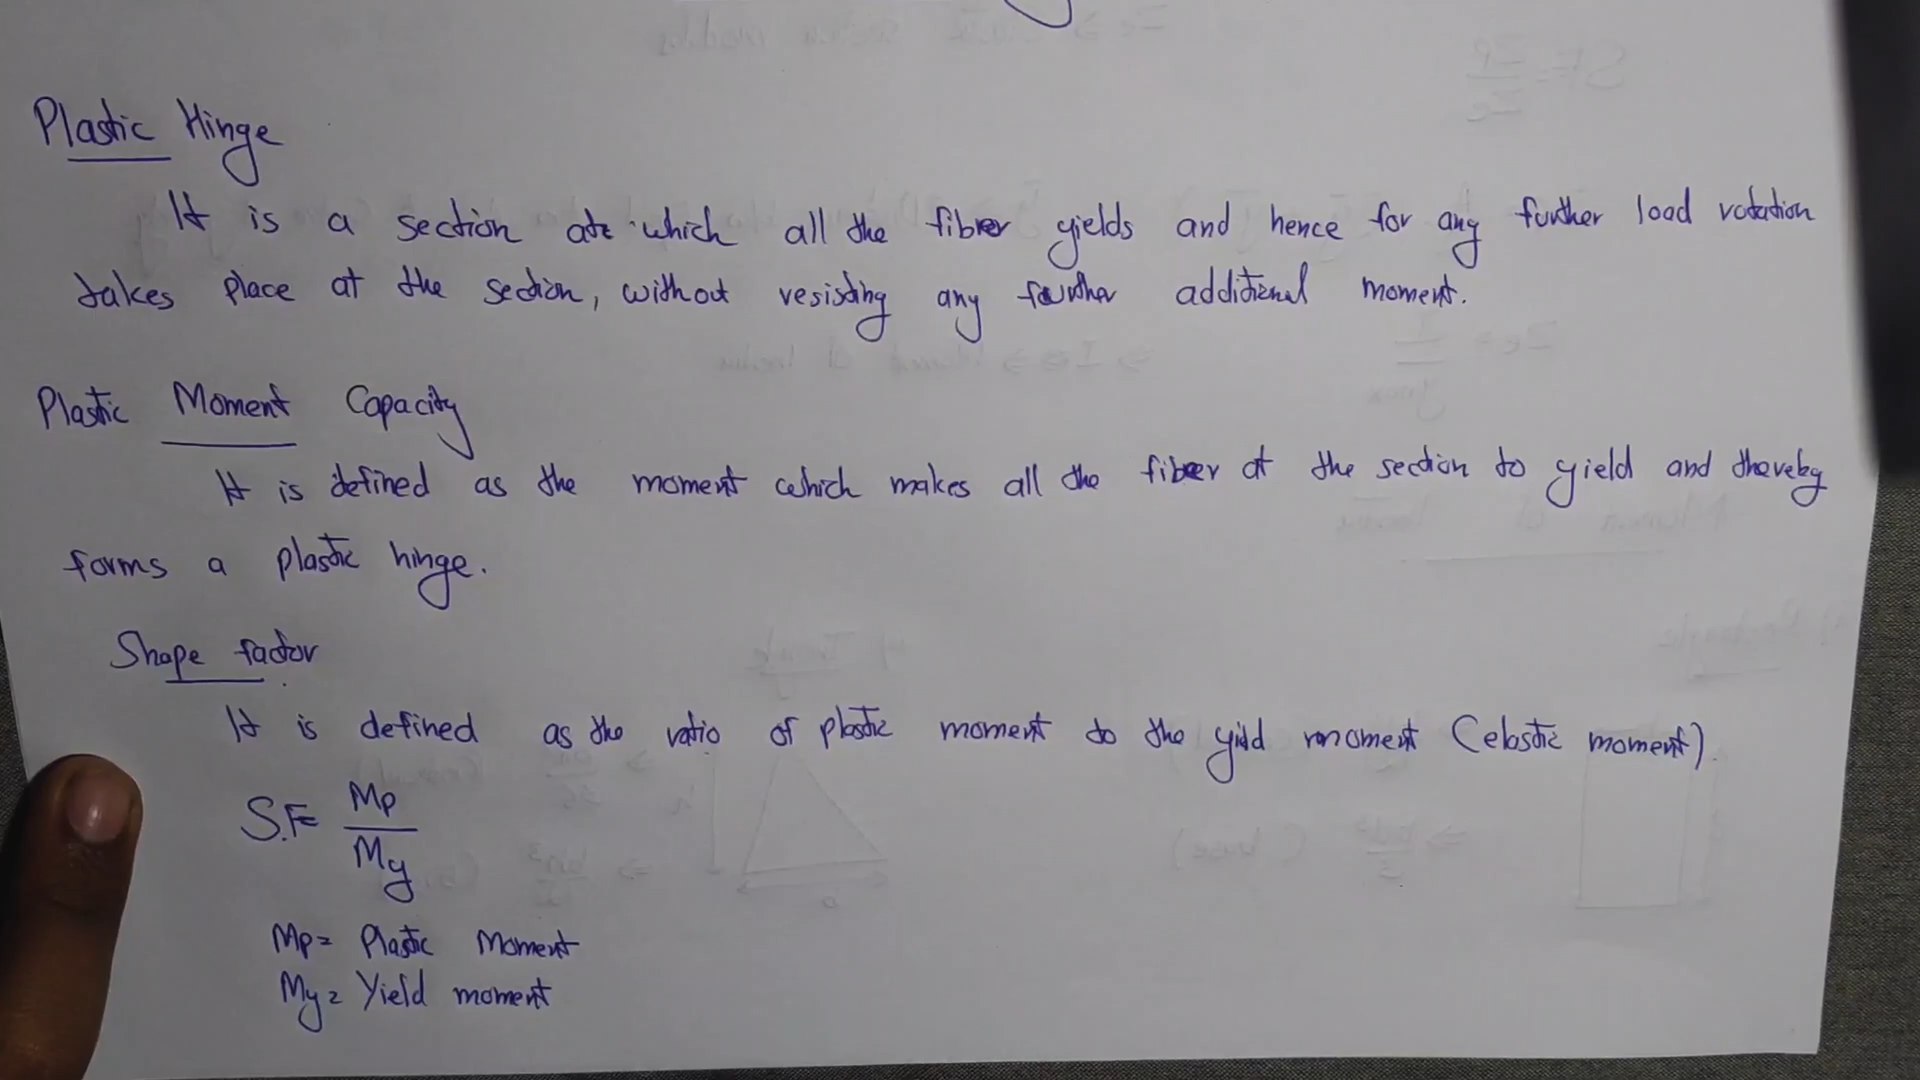 Plastic Hinge
It is a section at which all the fiber yields and hence for any further load rotation
takes place at the section, without resisting any further additional moment.
Plastic Moment Capacity
It is defined as the moment which makes all the fiber at the section to yield and thereby
forms a plastic hinge.
Shape factor
It is defined as the ratio of plastic moment to the yield moment (elastic moment).
S.F= Mp
My
Mp= Plastic Moment
My= Yield moment